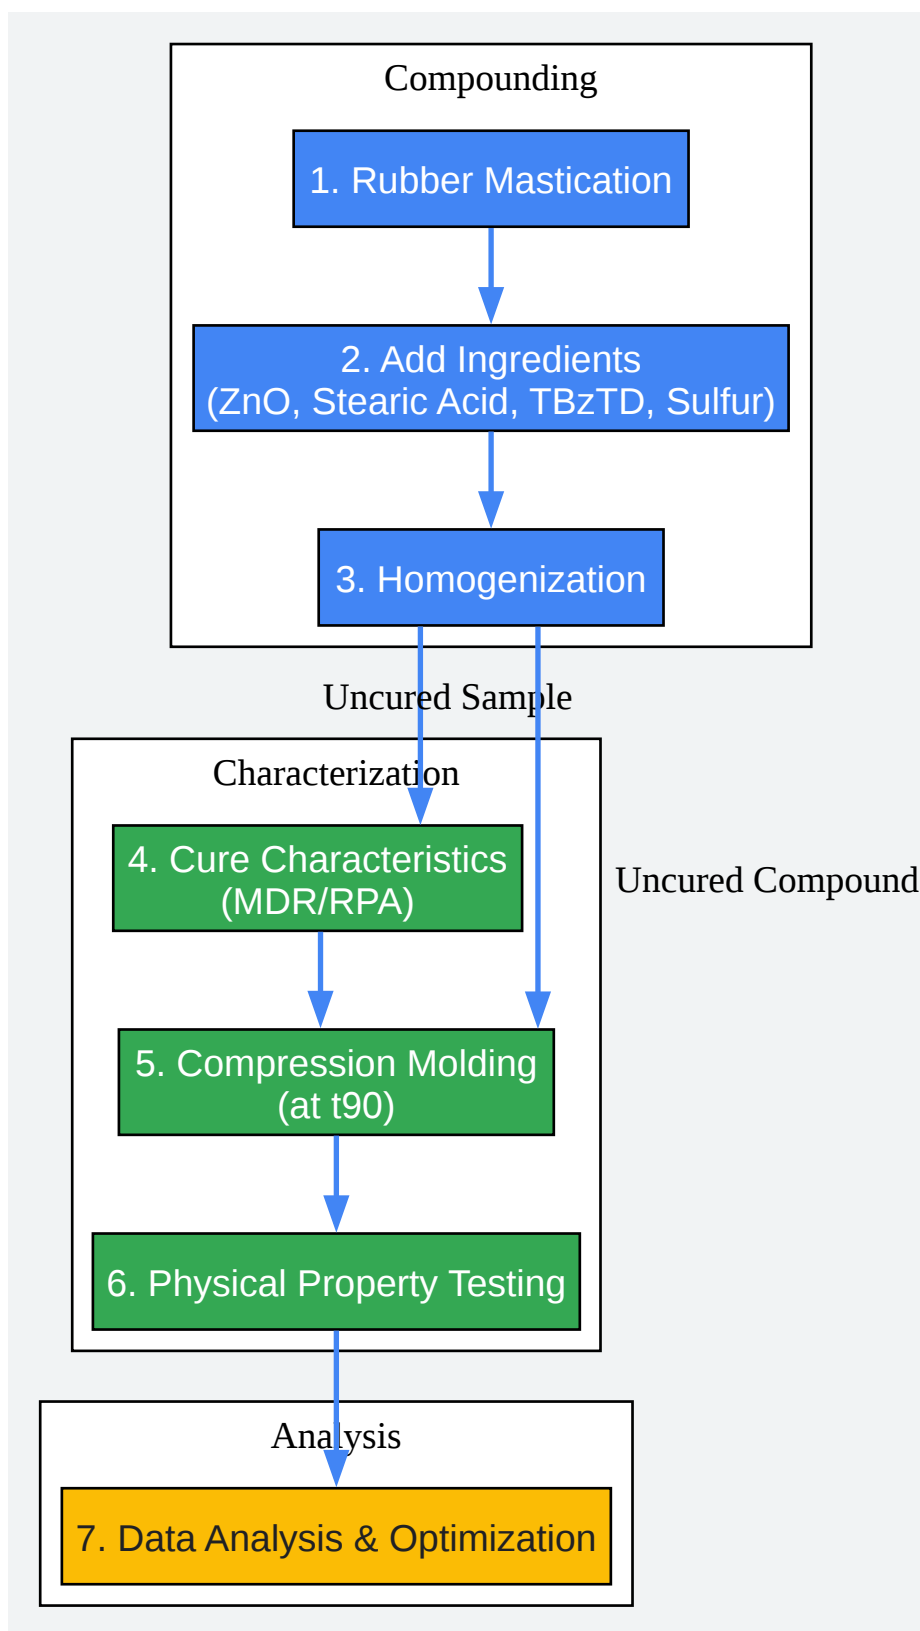 Compounding
1. Rubber Mastication
2. Add Ingredients
(ZnO, Stearic Acid, TBzTD, Sulfur)
3. Homogenization
Uncured Sample
Characterization
4. Cure Characteristics
(MDR/RPA)
Uncured Compound
5. Compression Molding
(at t90)
6. Physical Property Testing
Analysis
7. Data Analysis & Optimization